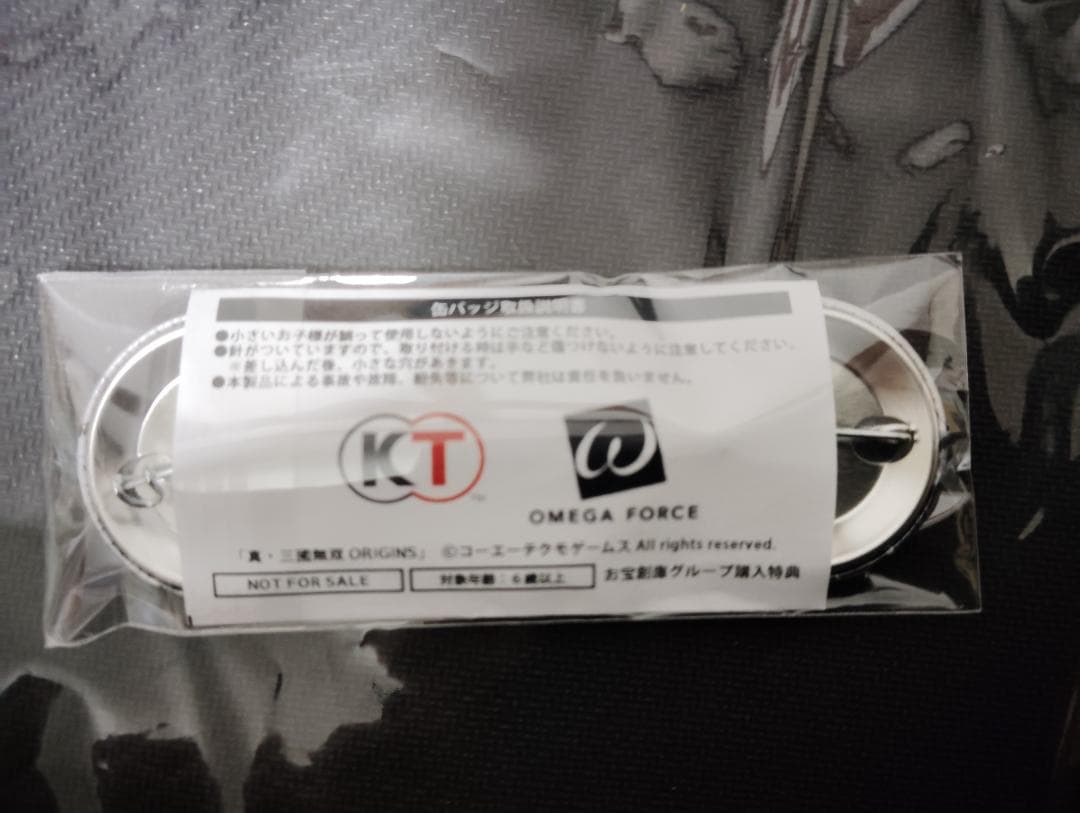 缶バッジ取扱説明書
●小さいお子様が誤って使用しないようにご注意ください。
●針がついていますので、取り付ける時は手など傷つけないように注意してください。
※差し込んだ後、小さな穴があきます。
●本製品による事故や故障、紛失等について弊社は責任を負いません。
KT TM
ω
OMEGA FORCE
「真・三國無双 ORIGINS」 ©コーエーテクモゲームス All rights reserved.
NOT FOR SALE 対象年齢：6歳以上 お宝創庫グループ購入特典